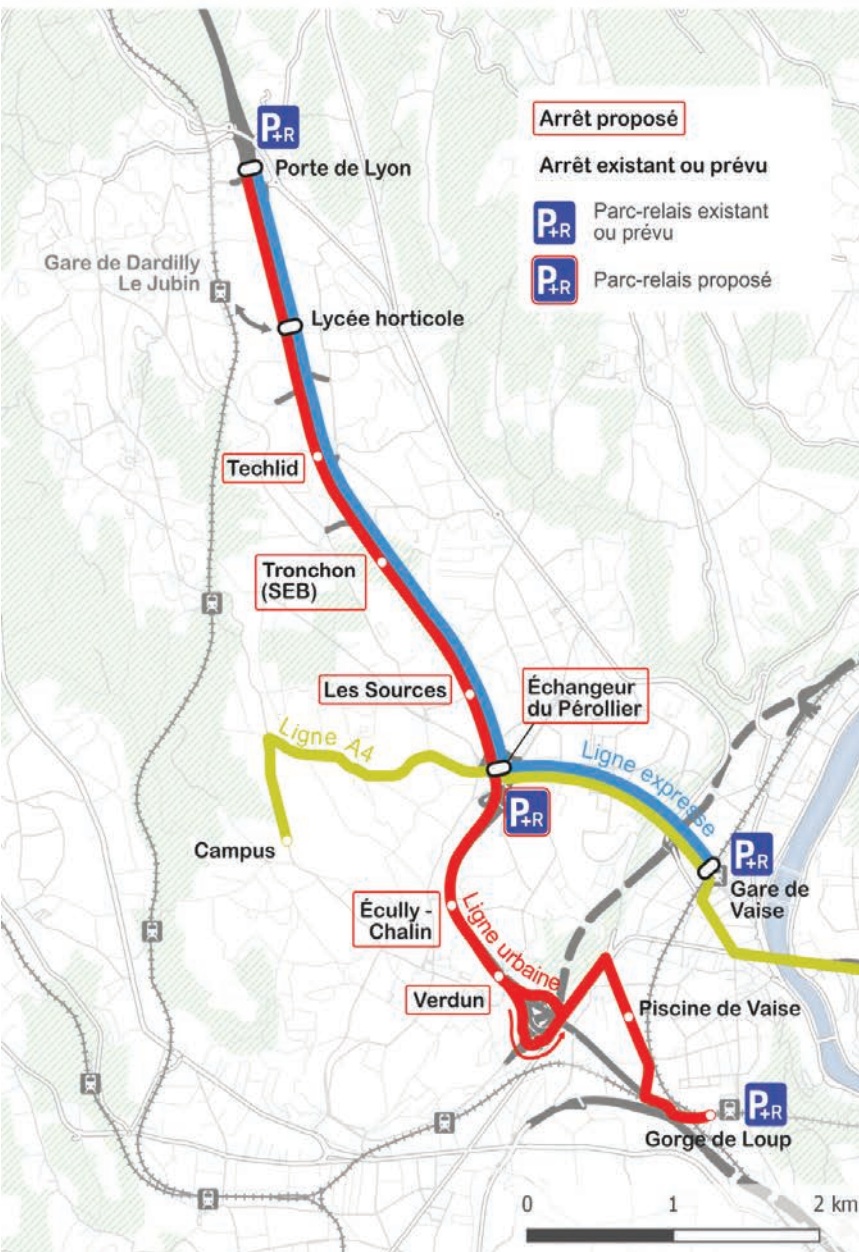 P+R
Porte de Lyon
Arrêt proposé
Arrêt existant ou prévu
P+R
Parc-relais existant
ou prévu
P+R
Parc-relais proposé
Gare de Dardilly
Le Jubin
Lycée horticole
Techlid
Tronchon
(SEB)
Les Sources
Échangeur
du Pérollier
Ligne A4
Ligne expresse
P+R
Campus
P+R
Gare de
Vaise
Écully -
Chalin
Ligne urbaine
Verdun
Piscine de Vaise
P+R
Gorge de Loup
0 1 2 km